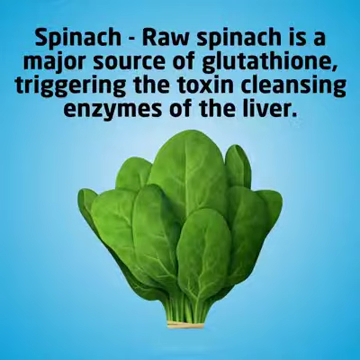 Spinach - Raw spinach is a
major source of glutathione,
triggering the toxin cleansing
enzymes of the liver.